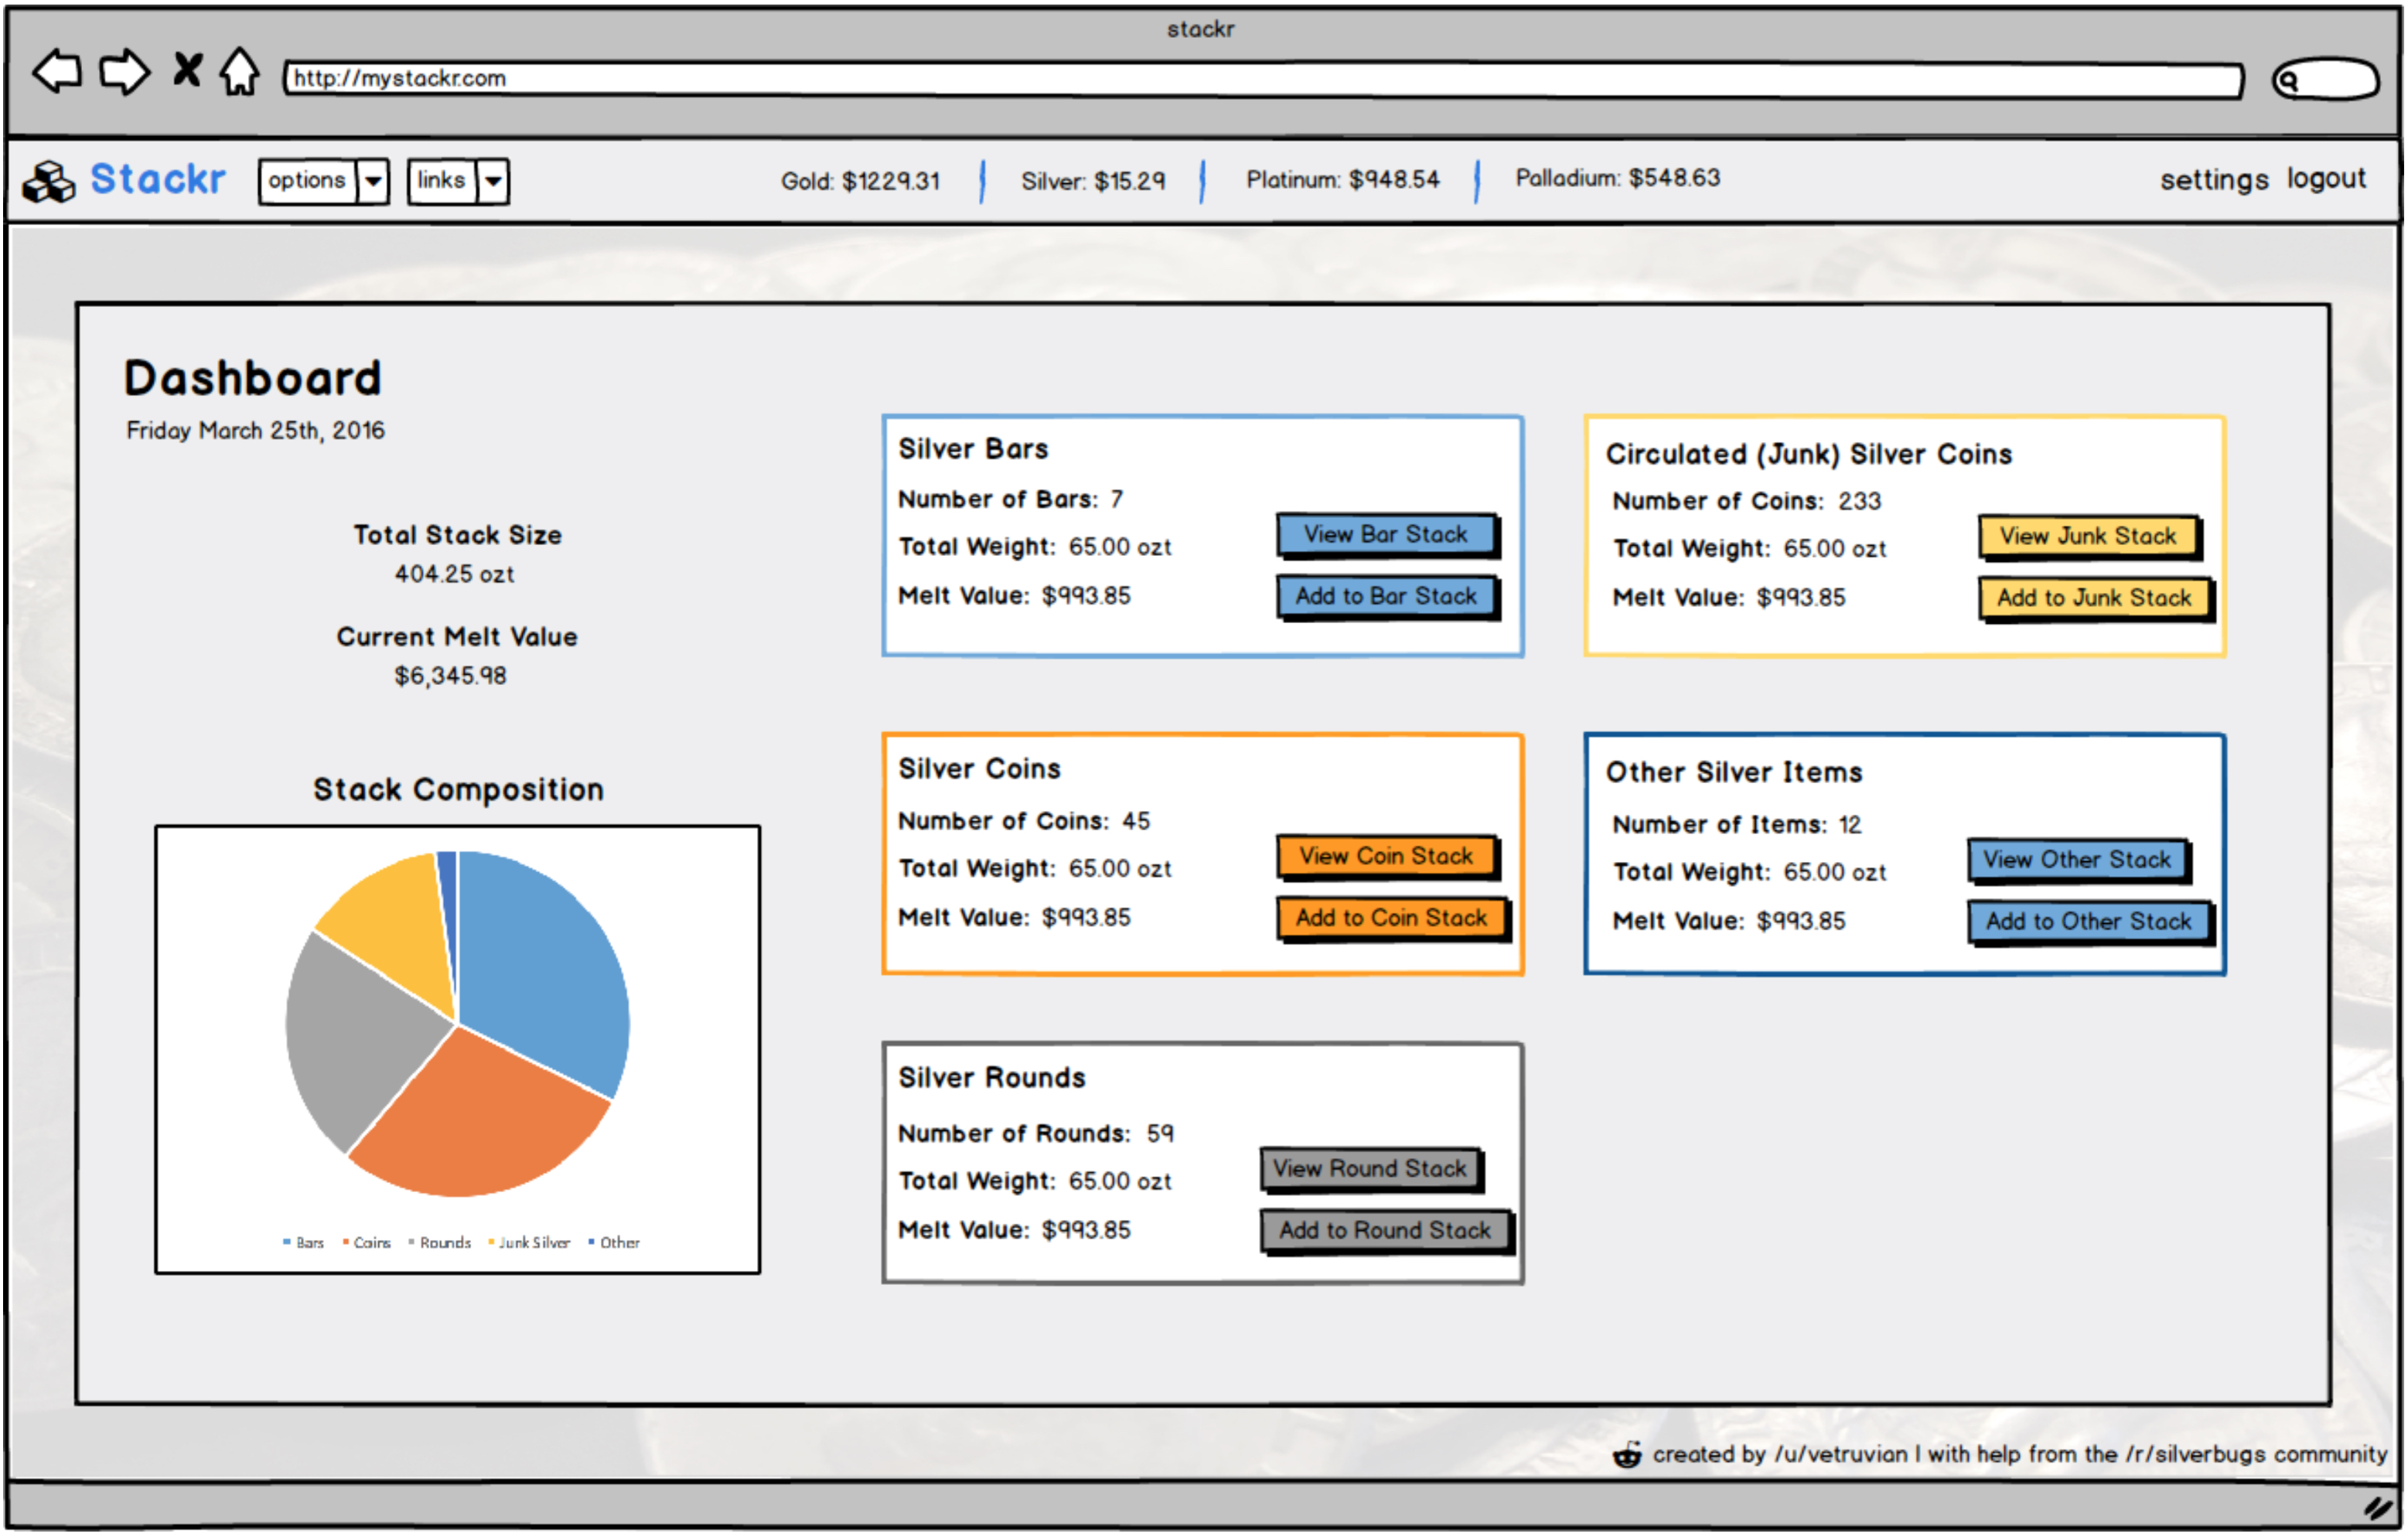 stackr
http://mystackr.com
Stackr options links Gold: $1229.31 Silver: $15.29 Platinum: $948.54 Palladium: $548.63 settings logout
Dashboard
Friday March 25th, 2016
Total Stack Size
404.25 ozt
Current Melt Value
$6,345.98
Stack Composition
Bars Coins Rounds Junk Silver Other
Silver Bars
Number of Bars: 7
Total Weight: 65.00 ozt
Melt Value: $993.85
View Bar Stack
Add to Bar Stack
Circulated (Junk) Silver Coins
Number of Coins: 233
Total Weight: 65.00 ozt
Melt Value: $993.85
View Junk Stack
Add to Junk Stack
Silver Coins
Number of Coins: 45
Total Weight: 65.00 ozt
Melt Value: $993.85
View Coin Stack
Add to Coin Stack
Other Silver Items
Number of Items: 12
Total Weight: 65.00 ozt
Melt Value: $993.85
View Other Stack
Add to Other Stack
Silver Rounds
Number of Rounds: 59
Total Weight: 65.00 ozt
Melt Value: $993.85
View Round Stack
Add to Round Stack
created by /u/vetruvian | with help from the /r/silverbugs community